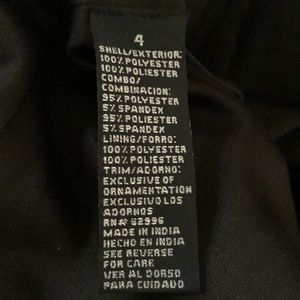 4
SHELL/EXTERIOR:
100% POLYESTER
100% POLIESTER
COMBO/
COMBINACION:
95% POLYESTER
5% SPANDEX
95% POLIESTER
5% SPANDEX
LINING/FORRO:
100% POLYESTER
100% POLIESTER
TRIM/ADORNO:
EXCLUSIVE OF
ORNAMENTATION
EXCLUSIVO LOS
ADORNOS
RN# 62996
MADE IN INDIA
HECHO EN INDIA
SEE REVERSE
FOR CARE
VER AL DORSO
PARA CUIDADO